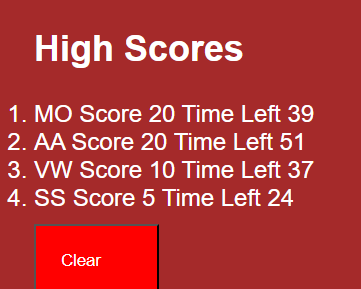 High Scores
1. MO Score 20 Time Left 39
2. AA Score 20 Time Left 51
3. VW Score 10 Time Left 37
4. SS Score 5 Time Left 24
Clear